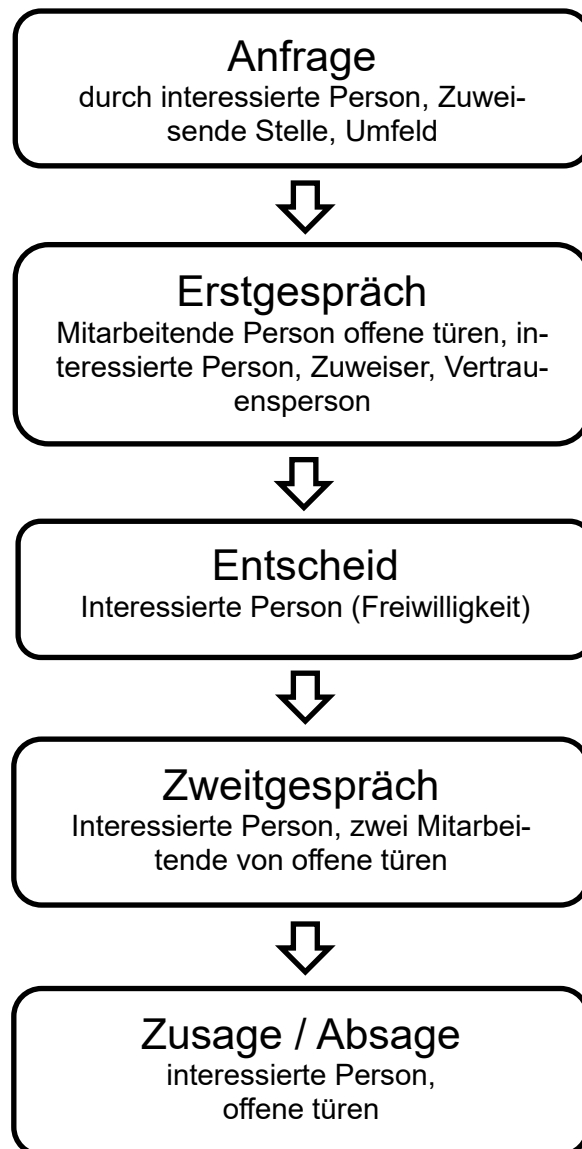 Anfrage
durch interessierte Person, Zuwei-
sende Stelle, Umfeld
Erstgespräch
Mitarbeitende Person offene türen, in-
teressierte Person, Zuweiser, Vertrau-
ensperson
Entscheid
Interessierte Person (Freiwilligkeit)
Zweitgespräch
Interessierte Person, zwei Mitarbei-
tende von offene türen
Zusage / Absage
interessierte Person,
offene türen